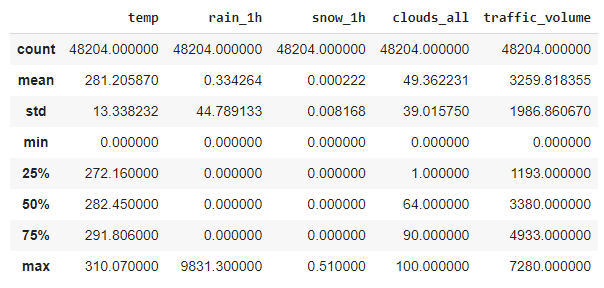 temp rain_1h snow_1h clouds_all traffic_volume
count 48204.000000 48204.000000 48204.000000 48204.000000 48204.000000
mean 281.205870 0.334264 0.000222 49.362231 3259.818355
std 13.338232 44.789133 0.008168 39.015750 1986.860670
min 0.000000 0.000000 0.000000 0.000000 0.000000
25% 272.160000 0.000000 0.000000 1.000000 1193.000000
50% 282.450000 0.000000 0.000000 64.000000 3380.000000
75% 291.806000 0.000000 0.000000 90.000000 4933.000000
max 310.070000 9831.300000 0.510000 100.000000 7280.000000